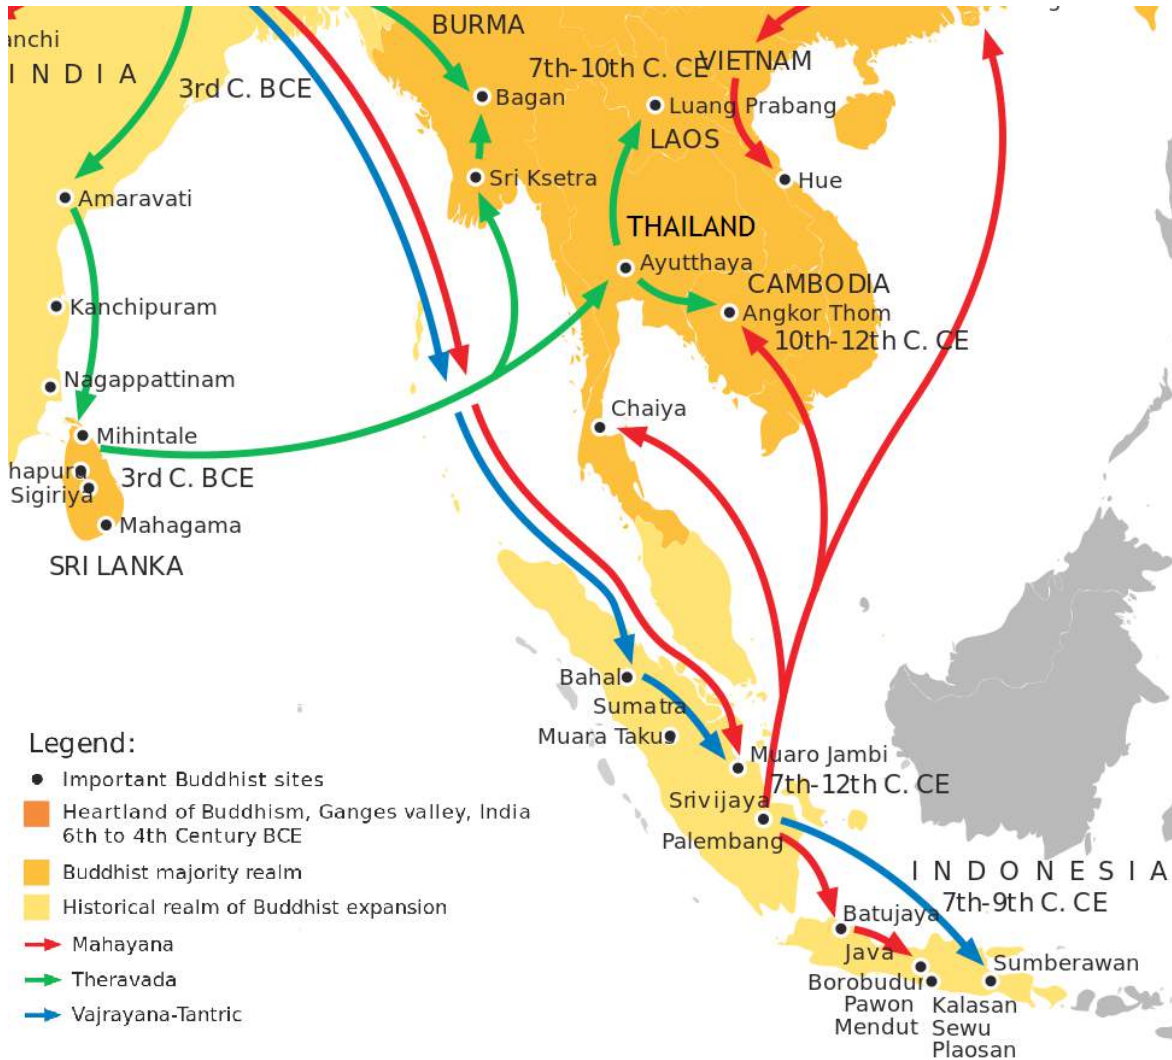 BURMA
anchi
INDIA
3rd C. BCE
7th-10th C. CE
VIETNAM
Bagan
Luang Prabang
LAOS
Sri Ksetra
Hue
Amaravati
THAILAND
Ayutthaya
CAMBODIA
Kanchipuram
Angkor Thom
10th-12th C. CE
Nagappattinam
Chaiya
Mihintale
hapura
3rd C. BCE
Sigiriya
Mahagama
SRI LANKA
Bahal
Sumatra
Muara Takus
Muaro Jambi
7th-12th C. CE
Srivijaya
Palembang
INDONESIA
7th-9th C. CE
Batujaya
Java
Sumberawan
Borobudur
Pawon
Mendut
Kalasan
Sewu
Plaosan
Legend:
Important Buddhist sites
Heartland of Buddhism, Ganges valley, India
6th to 4th Century BCE
Buddhist majority realm
Historical realm of Buddhist expansion
Mahayana
Theravada
Vajrayana-Tantric